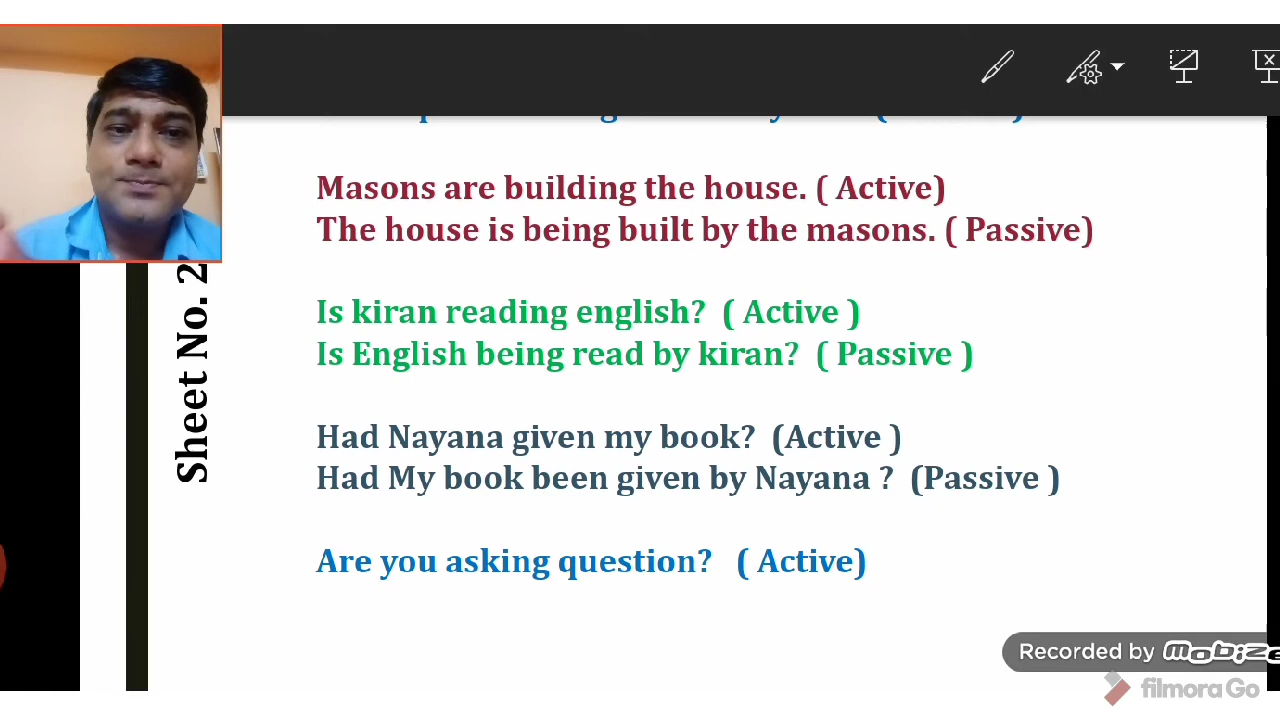 Sheet No. 2
Masons are building the house. ( Active)
The house is being built by the masons. ( Passive)
Is kiran reading english? ( Active )
Is English being read by kiran? ( Passive )
Had Nayana given my book? (Active )
Had My book been given by Nayana ? (Passive )
Are you asking question? ( Active)
Recorded by
filmoraGo